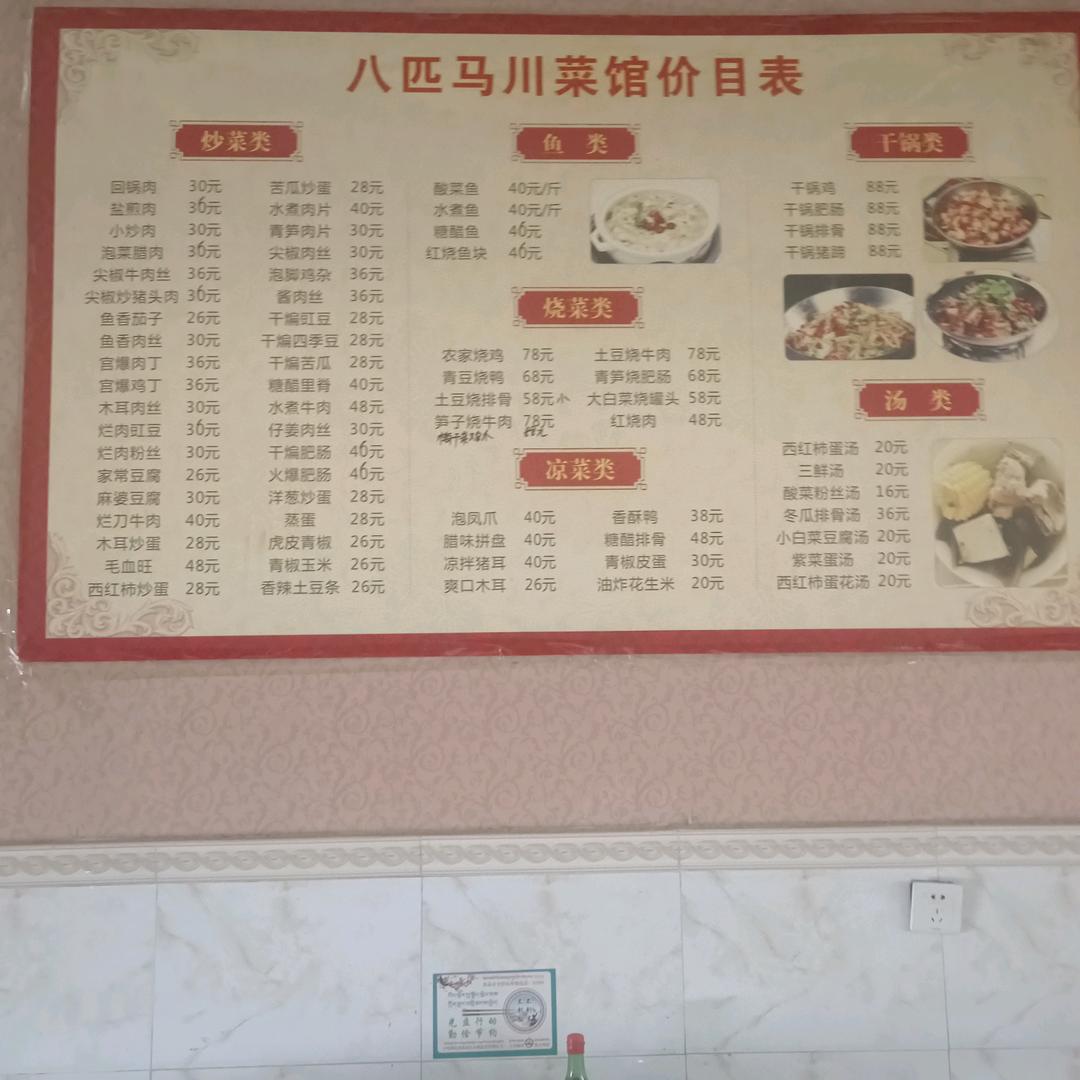 八匹马川菜馆价目表
炒菜类
回锅肉 30元
盐煎肉 36元
小炒肉 30元
泡菜腊肉 36元
尖椒牛肉丝 36元
尖椒炒猪头肉 36元
鱼香茄子 26元
鱼香肉丝 30元
宫爆肉丁 36元
宫爆鸡丁 36元
木耳肉丝 30元
烂肉豇豆 36元
烂肉粉丝 30元
家常豆腐 26元
麻婆豆腐 30元
烂刀牛肉 40元
木耳炒蛋 28元
毛血旺 48元
西红柿炒蛋 28元
苦瓜炒蛋 28元
水煮肉片 40元
青笋肉片 30元
尖椒肉丝 30元
泡脚鸡杂 36元
酱肉丝 36元
干煸豇豆 28元
干煸四季豆 28元
干煸苦瓜 28元
糖醋里脊 40元
水煮牛肉 48元
仔姜肉丝 30元
干煸肥肠 46元
火爆肥肠 46元
洋葱炒蛋 28元
蒸蛋 28元
虎皮青椒 26元
青椒玉米 26元
香辣土豆条 26元
鱼 类
酸菜鱼 40元/斤
水煮鱼 40元/斤
糖醋鱼 46元
红烧鱼块 46元
烧菜类
农家烧鸡 78元
青豆烧鸭 68元
土豆烧排骨 58元小
笋子烧牛肉 78元
土豆烧牛肉 78元
青笋烧肥肠 68元
大白菜烧罐头 58元
红烧肉 48元
凉菜类
泡凤爪 40元
腊味拼盘 40元
凉拌猪耳 40元
爽口木耳 26元
香酥鸭 38元
糖醋排骨 48元
青椒皮蛋 30元
油炸花生米 20元
干锅类
干锅鸡 88元
干锅肥肠 88元
干锅排骨 88元
干锅猪蹄 88元
汤 类
西红柿蛋汤 20元
三鲜汤 20元
酸菜粉丝汤 16元
冬瓜排骨汤 36元
小白菜豆腐汤 20元
紫菜蛋汤 20元
西红柿蛋花汤 20元
光盘行动
勤俭节约